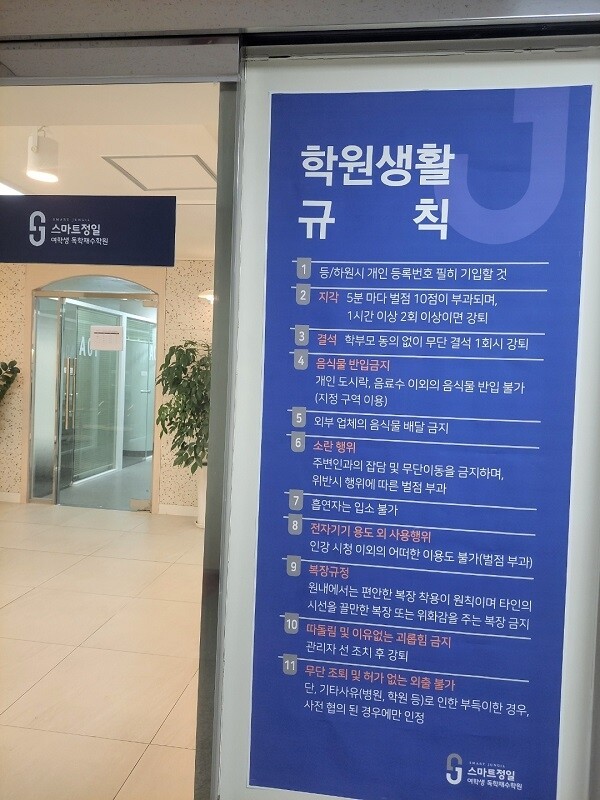 SMART JUNGIL
스마트정일
여학생 독학재수학원
학원생활
규 칙
1 등/하원시 개인 등록번호 필히 기입할 것
2 지각 5분 마다 벌점 10점이 부과되며,
1시간 이상 2회 이상이면 강퇴
3 결석 학부모 동의 없이 무단 결석 1회시 강퇴
4 음식물 반입금지
개인 도시락, 음료수 이외의 음식물 반입 불가
(지정 구역 이용)
5 외부 업체의 음식물 배달 금지
6 소란 행위
주변인과의 잡담 및 무단이동을 금지하며,
위반시 행위에 따른 벌점 부과
7 흡연자는 입소 불가
8 전자기기 용도 외 사용행위
인강 시청 이외의 어떠한 이용도 불가(벌점 부과)
9 복장규정
원내에서는 편안한 복장 착용이 원칙이며 타인의
시선을 끌만한 복장 또는 위화감을 주는 복장 금지
10 따돌림 및 이유없는 괴롭힘 금지
관리자 선 조치 후 강퇴
11 무단 조퇴 및 허가 없는 외출 불가
단, 기타사유(병원, 학원 등)로 인한 부득이한 경우,
사전 협의 된 경우에만 인정
SMART JUNGIL
스마트정일
여학생 독학재수학원